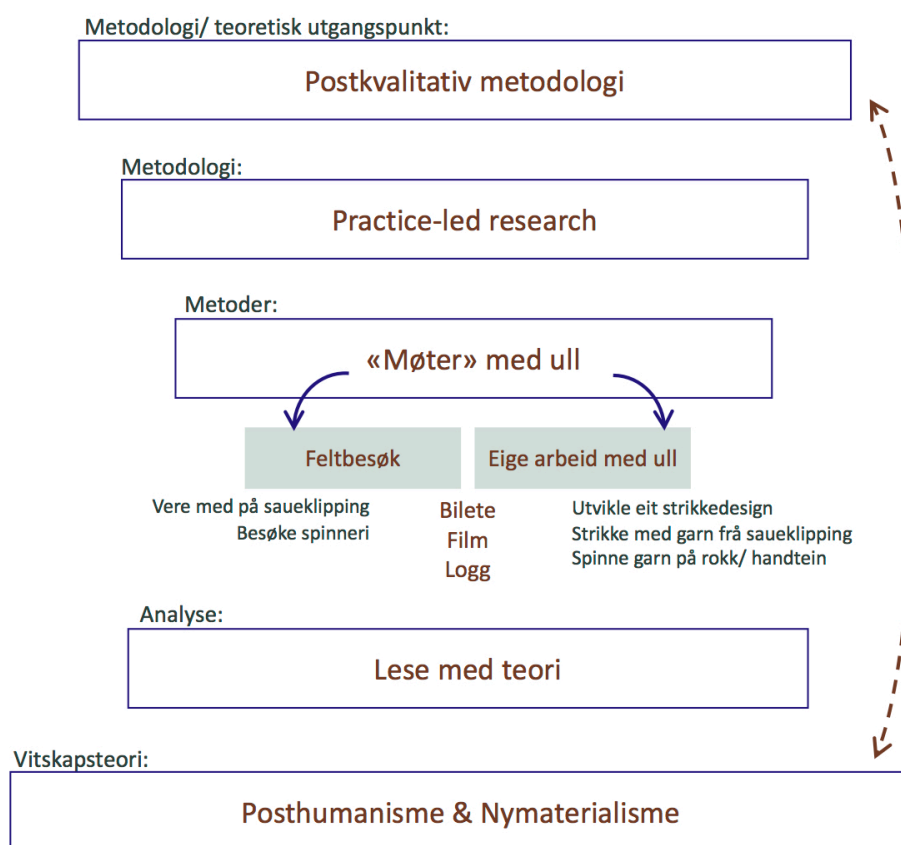 Metodologi/ teoretisk utgangspunkt:
Postkvalitativ metodologi
Metodologi:
Practice-led research
Metoder:
«Møter» med ull
Feltbesøk
Eige arbeid med ull
Vere med på saueklipping
Besøke spinneri
Bilete
Film
Logg
Utvikle eit strikkedesign
Strikke med garn frå saueklipping
Spinne garn på rokk/ handtein
Analyse:
Lese med teori
Vitskapsteori:
Posthumanisme & Nymaterialisme